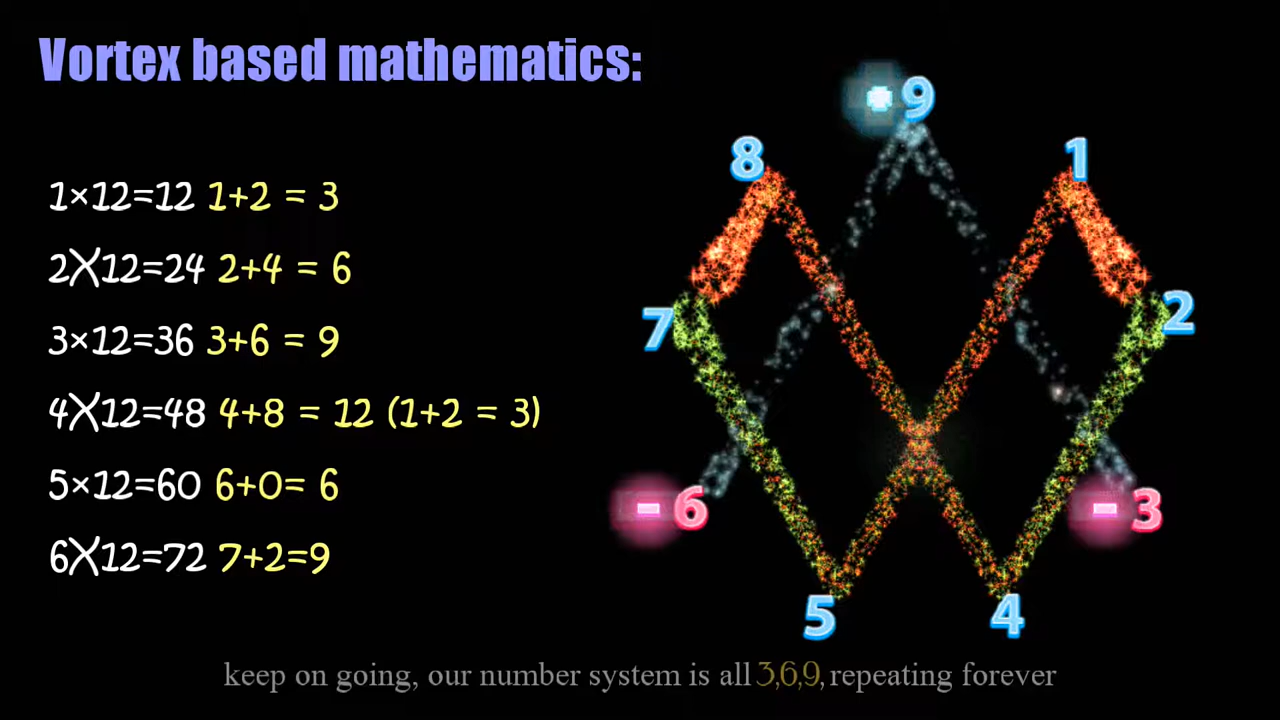 Vortex based mathematics:
1×12=12 1+2 = 3
2X12=24 2+4 = 6
3×12=36 3+6 = 9
4X12=48 4+8 = 12 (1+2 = 3)
5×12=60 6+0= 6
6X12=72 7+2=9
+ 9
8
1
7
2
- 6
- 3
5
4
keep on going, our number system is all 3,6,9, repeating forever